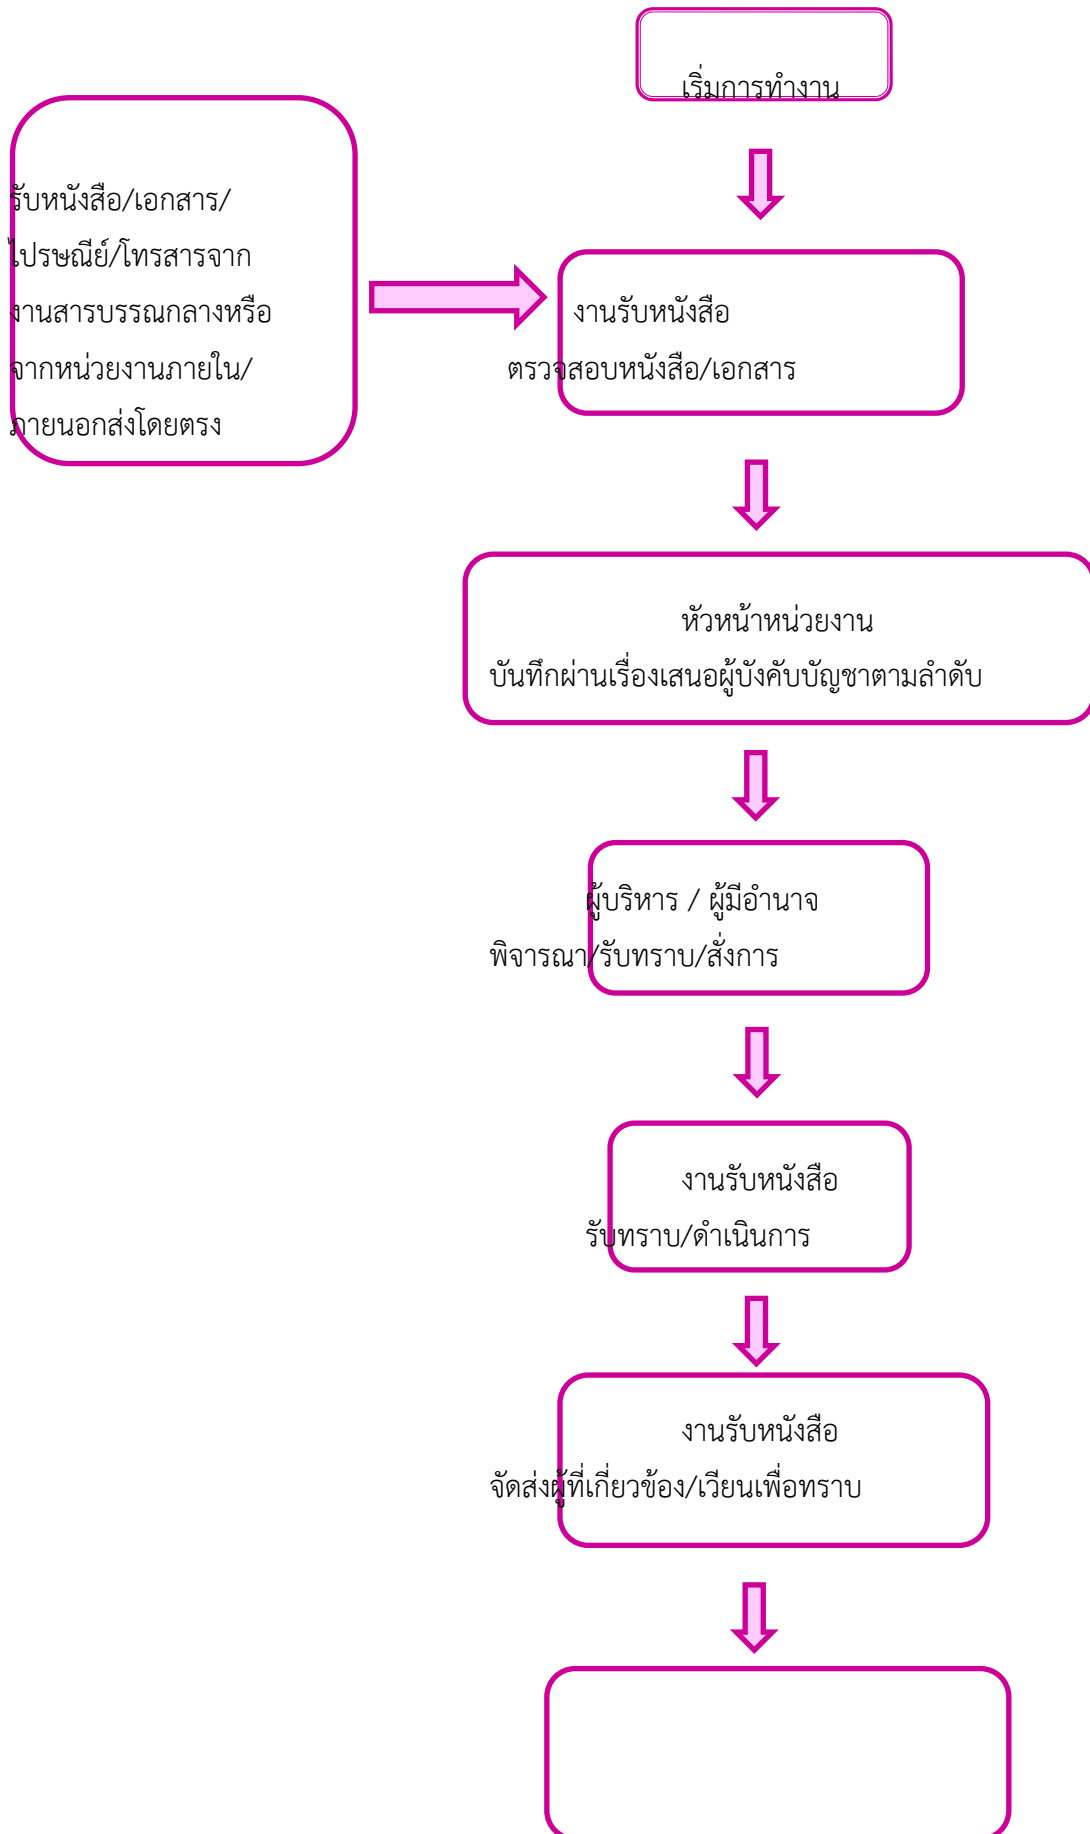 เริ่มการทำงาน
รับหนังสือ/เอกสาร/
ไปรษณีย์/โทรสารจาก
งานสารบรรณกลางหรือ
จากหน่วยงานภายใน/
ภายนอกส่งโดยตรง
งานรับหนังสือ
ตรวจสอบหนังสือ/เอกสาร
หัวหน้าหน่วยงาน
บันทึกผ่านเรื่องเสนอผู้บังคับบัญชาตามลำดับ
ผู้บริหาร / ผู้มีอำนาจ
พิจารณา/รับทราบ/สั่งการ
งานรับหนังสือ
รับทราบ/ดำเนินการ
งานรับหนังสือ
จัดส่งผู้ที่เกี่ยวข้อง/เวียนเพื่อทราบ